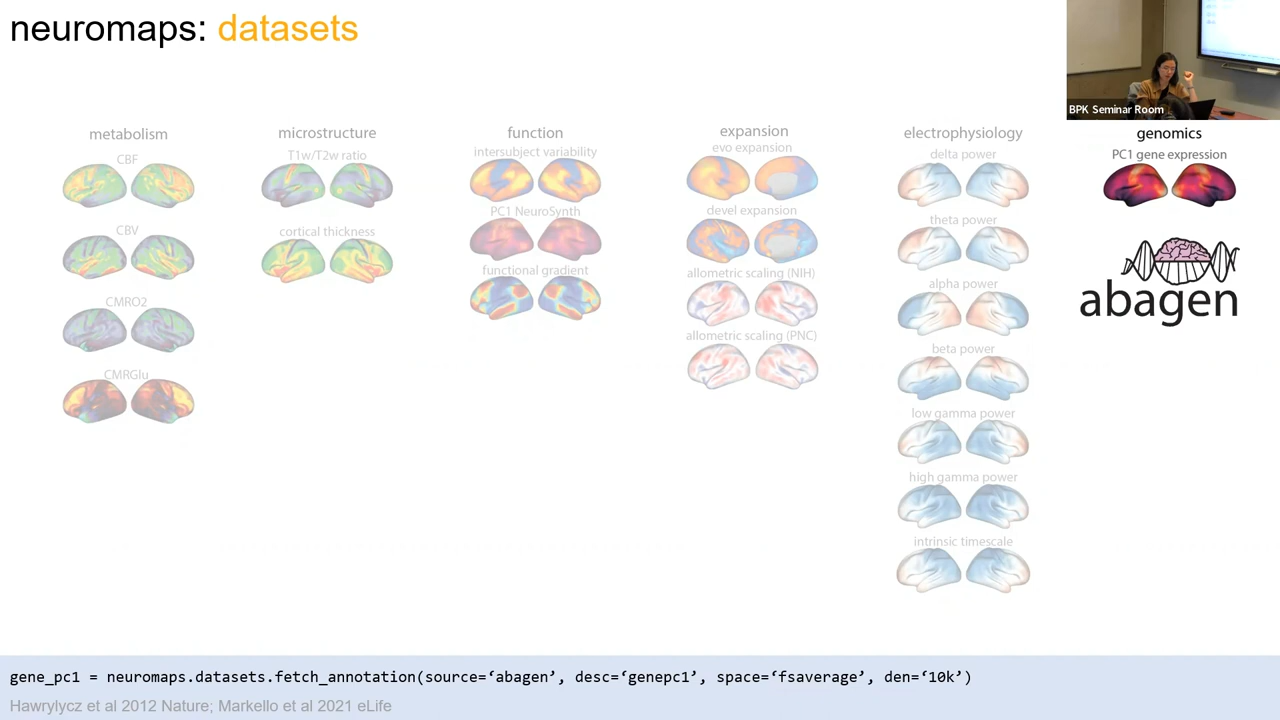 neuromaps: datasets
BPK Seminar Room
metabolism
CBF
CBV
CMRO2
CMRGlu
microstructure
T1w/T2w ratio
cortical thickness
function
intersubject variability
PC1 NeuroSynth
functional gradient
expansion
evo expansion
devel expansion
allometric scaling (NIH)
allometric scaling (PNC)
electrophysiology
delta power
theta power
alpha power
beta power
low gamma power
high gamma power
intrinsic timescale
genomics
PC1 gene expression
abagen
gene_pc1 = neuromaps.datasets.fetch_annotation(source=‘abagen’, desc=‘genepc1’, space=‘fsaverage’, den=‘10k’)
Hawrylycz et al 2012 Nature; Markello et al 2021 eLife